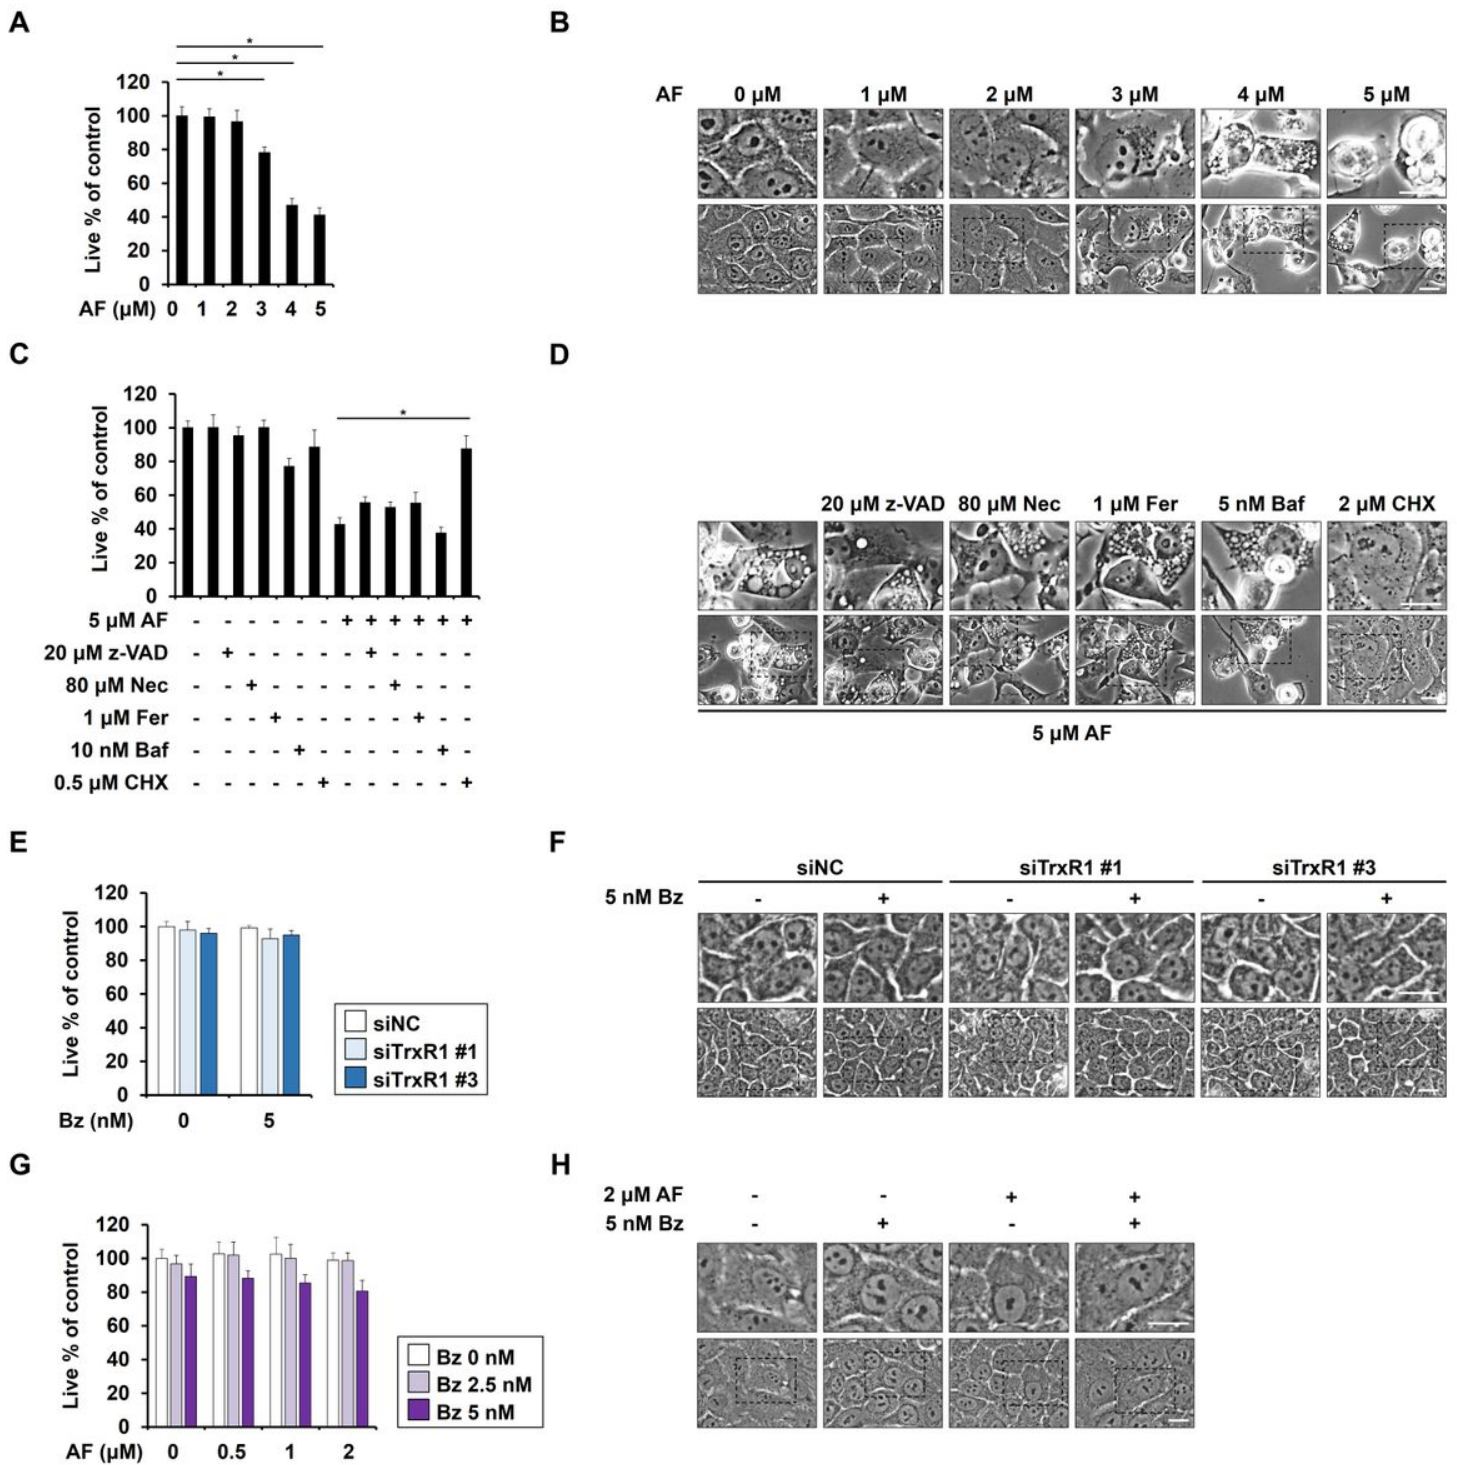 A
*
*
*
120
100
80
60
40
20
0
Live % of control
AF (µM) 0 1 2 3 4 5
B
AF 0 µM 1 µM 2 µM 3 µM 4 µM 5 µM
C
*
120
100
80
60
40
20
0
Live % of control
5 µM AF - - - - - - + + + + + +
20 µM z-VAD - + - - - - - + - - - -
80 µM Nec - - + - - - - - + - - -
1 µM Fer - - - + - - - - - + - -
10 nM Baf - - - - + - - - - - + -
0.5 µM CHX - - - - - + - - - - - +
D
20 µM z-VAD 80 µM Nec 1 µM Fer 5 nM Baf 2 µM CHX
5 µM AF
E
120
100
80
60
40
20
0
Live % of control
Bz (nM) 0 5
siNC
siTrxR1 #1
siTrxR1 #3
F
siNC siTrxR1 #1 siTrxR1 #3
5 nM Bz - + - + - +
G
120
100
80
60
40
20
0
Live % of control
AF (µM) 0 0.5 1 2
Bz 0 nM
Bz 2.5 nM
Bz 5 nM
H
2 µM AF - - + +
5 nM Bz - + - +